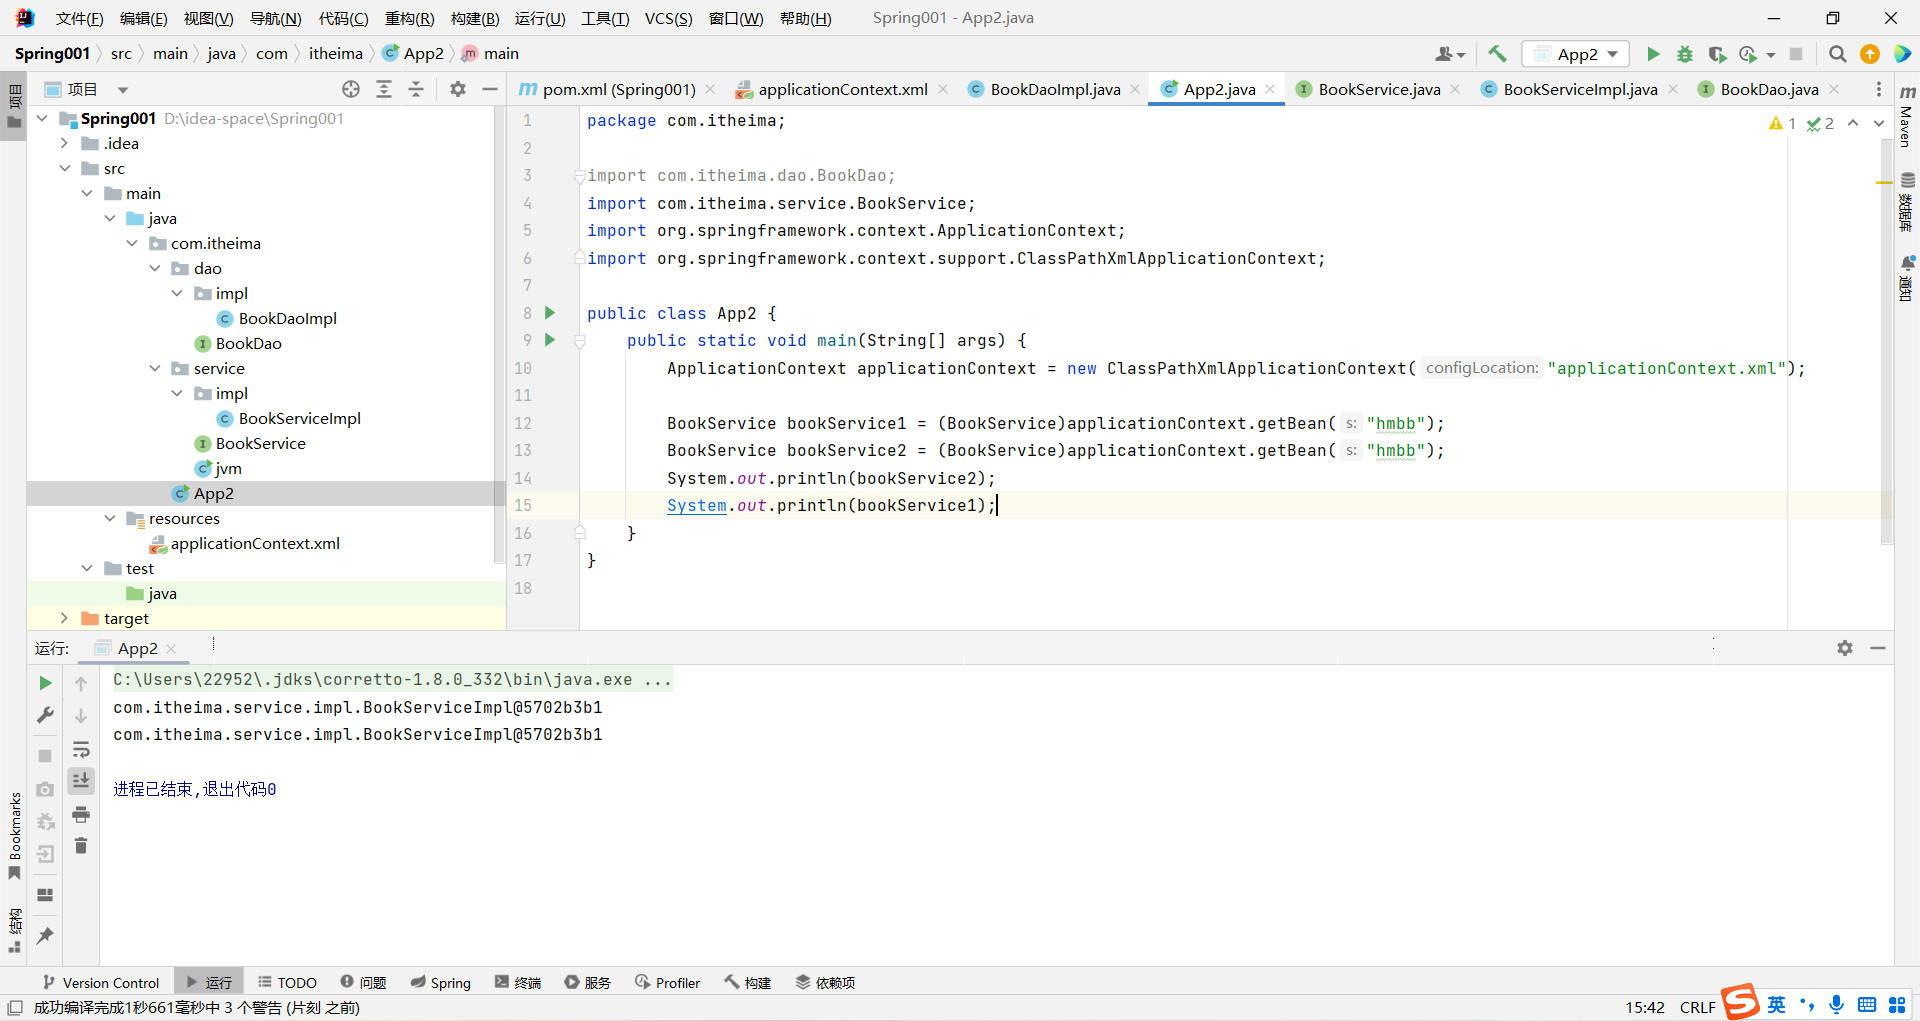 文件(F) 编辑(E) 视图(V) 导航(N) 代码(C) 重构(R) 构建(B) 运行(U) 工具(T) VCS(S) 窗口(W) 帮助(H) Spring001 - App2.java
Spring001 src main java com itheima App2 main App2
项目 pom.xml (Spring001) applicationContext.xml BookDaoImpl.java App2.java BookService.java BookServiceImpl.java BookDao.java
项目
Spring001 D:\idea-space\Spring001
.idea
src
main
java
com.itheima
dao
impl
BookDaoImpl
BookDao
service
impl
BookServiceImpl
BookService
jvm
App2
resources
applicationContext.xml
test
java
target
1 2
1 package com.itheima;
2
3 import com.itheima.dao.BookDao;
4 import com.itheima.service.BookService;
5 import org.springframework.context.ApplicationContext;
6 import org.springframework.context.support.ClassPathXmlApplicationContext;
7
8 public class App2 {
9 public static void main(String[] args) {
10 ApplicationContext applicationContext = new ClassPathXmlApplicationContext( configLocation: "applicationContext.xml");
11
12 BookService bookService1 = (BookService)applicationContext.getBean( s: "hmbb");
13 BookService bookService2 = (BookService)applicationContext.getBean( s: "hmbb");
14 System.out.println(bookService2);
15 System.out.println(bookService1);
16 }
17 }
18
Maven
数据库
通知
运行: App2
C:\Users\22952\.jdks\corretto-1.8.0_332\bin\java.exe ...
com.itheima.service.impl.BookServiceImpl@5702b3b1
com.itheima.service.impl.BookServiceImpl@5702b3b1
进程已结束,退出代码0
Bookmarks
结构
Version Control 运行 TODO 问题 Spring 终端 服务 Profiler 构建 依赖项
成功编译完成1秒661毫秒中 3 个警告 (片刻 之前) 15:42 CRLF 英